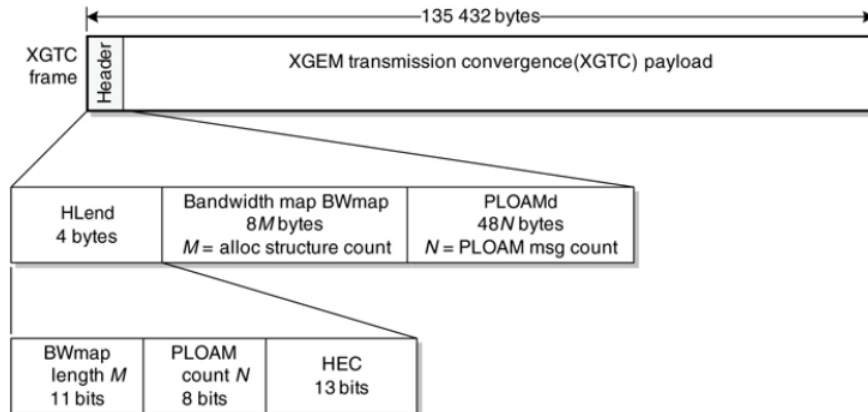 135 432 bytes
XGTC
frame
Header
XGEM transmission convergence(XGTC) payload
HLend
4 bytes
Bandwidth map BWmap
8M bytes
M = alloc structure count
PLOAMd
48N bytes
N = PLOAM msg count
BWmap
length M
11 bits
PLOAM
count N
8 bits
HEC
13 bits